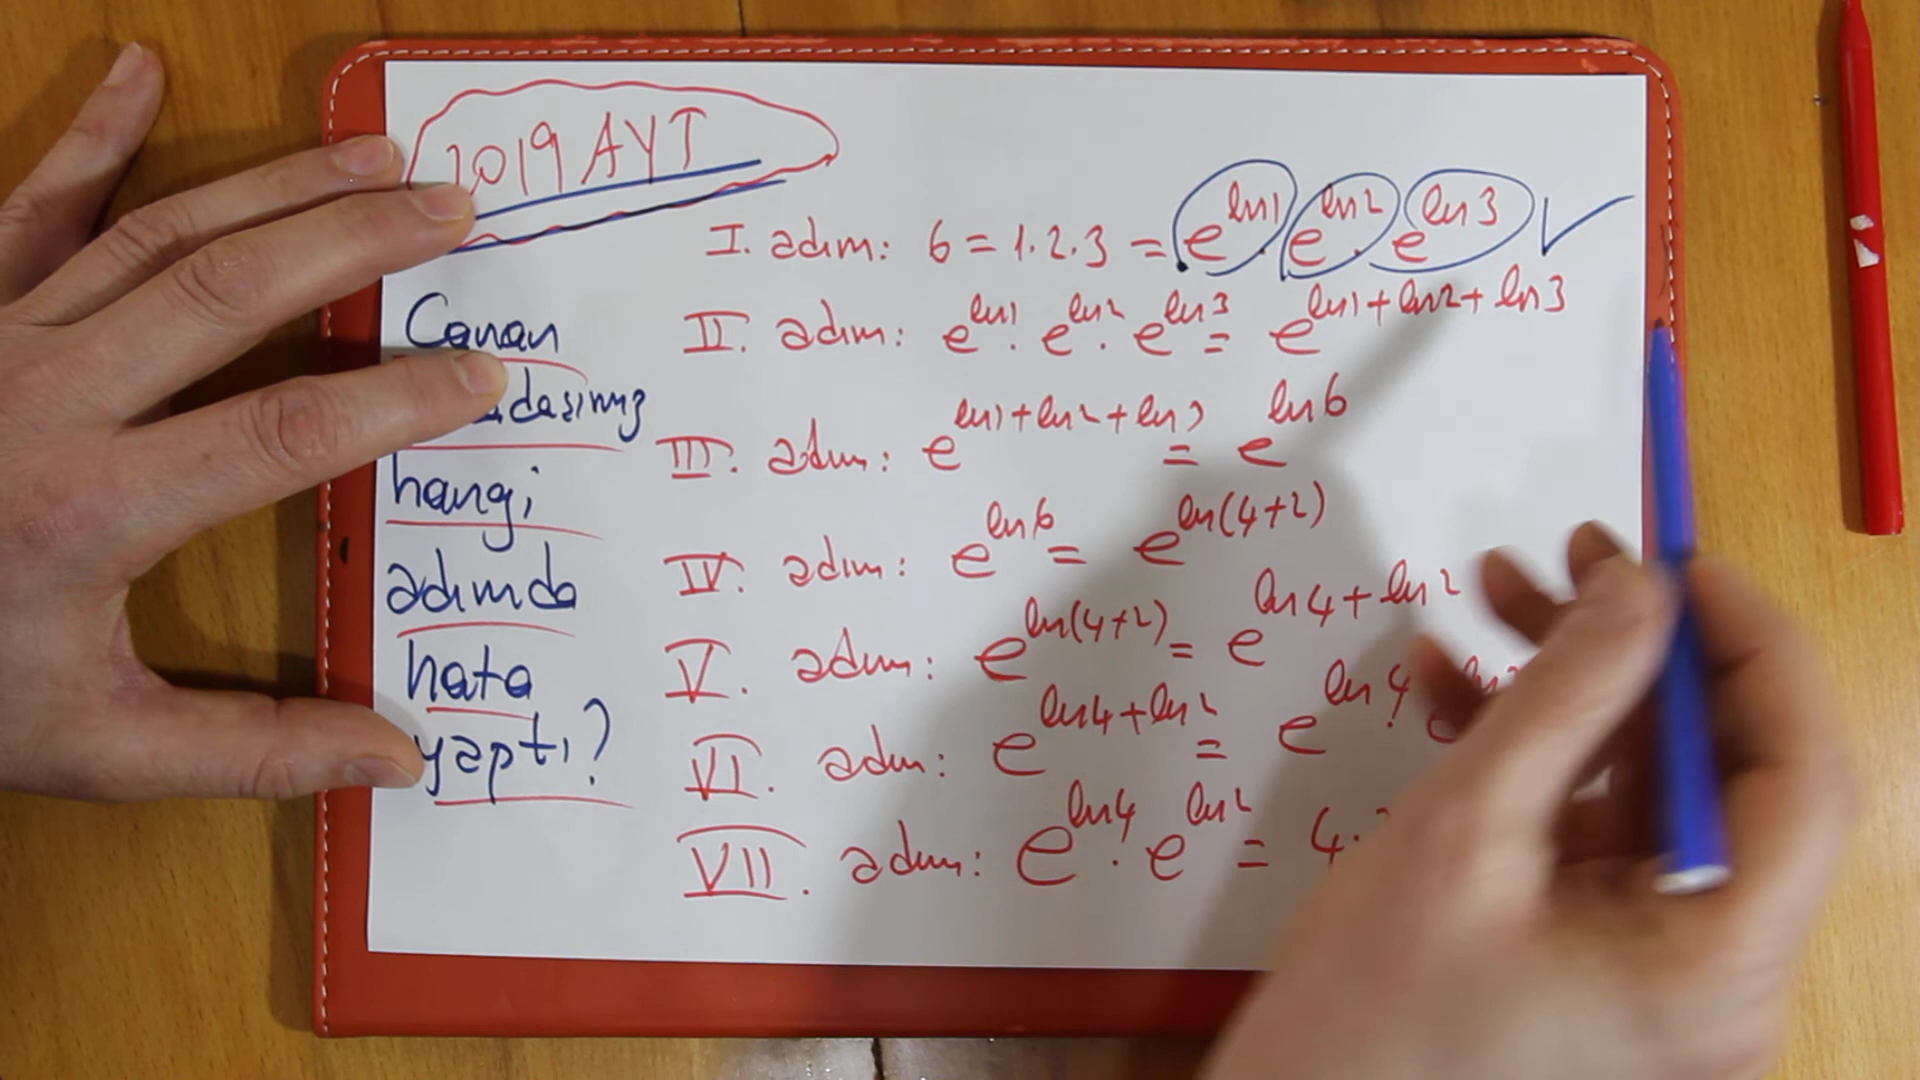 2019 AYT
Canan
hangi
adımda
hata
yaptı?
I. adım: 6 = 1.2.3 = e^ln1 . e^ln2 . e^ln3 ✓
II. adım: e^ln1 . e^ln2 . e^ln3 = e^ln1+ln2+ln3
III. adım: e^ln1+ln2+ln3 = e^ln6
IV. adım: e^ln6 = e^ln(4+2)
V. adım: e^ln(4+2) = e^ln4+ln2
VI. adım: e^ln4+ln2 = e^ln4 .
VII. adım: e^ln4 . e^ln2 = 4.